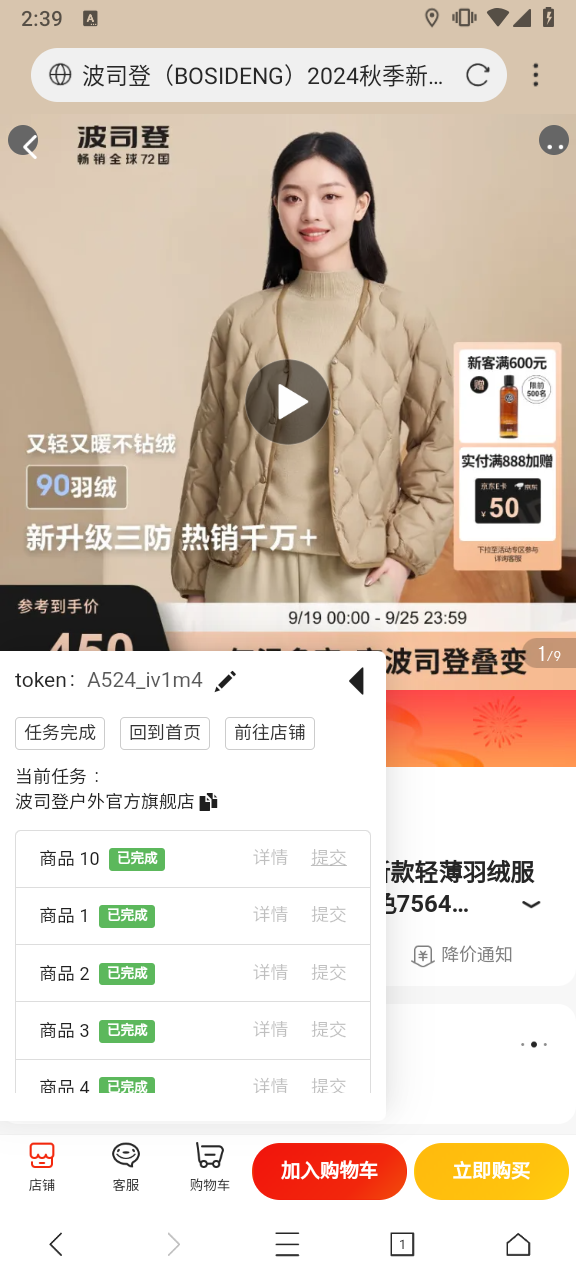 2:39
A
波司登（BOSIDENG）2024秋季新…
波司登
畅销全球72国
新客满600元
赠
限前
500名
又轻又暖不钻绒
90羽绒
新升级三防 热销千万+
实付满888加赠
京东E卡 京东
¥50
下拉至活动专区参与
详询客服
参考到手价
9/19 00:00 - 9/25 23:59
450
波司登叠变
1/9
token： A524_iv1m4
任务完成 回到首页 前往店铺
当前任务：
波司登户外官方旗舰店
商品 10 已完成 详情 提交
新款轻薄羽绒服
商品 1 已完成 详情 提交
色7564…
降价通知
商品 2 已完成 详情 提交
商品 3 已完成 详情 提交
商品 4 已完成 详情 提交
店铺 客服 购物车 加入购物车 立即购买
1